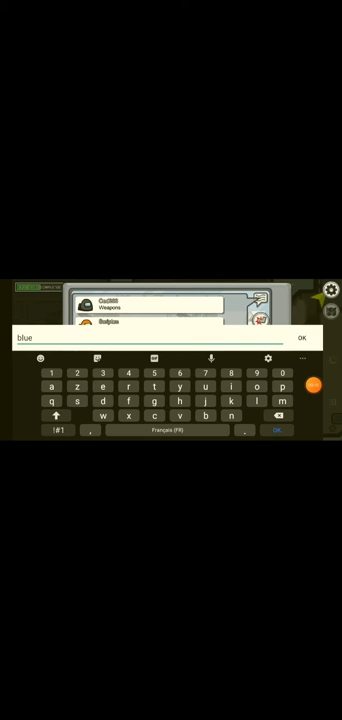 Weapons
blue
OK
1 2 3 4 5 6 7 8 9 0
a z e r t y u i o p
q s d f g h j k l m
w x c v b n
!#1 , Français (FR) . OK